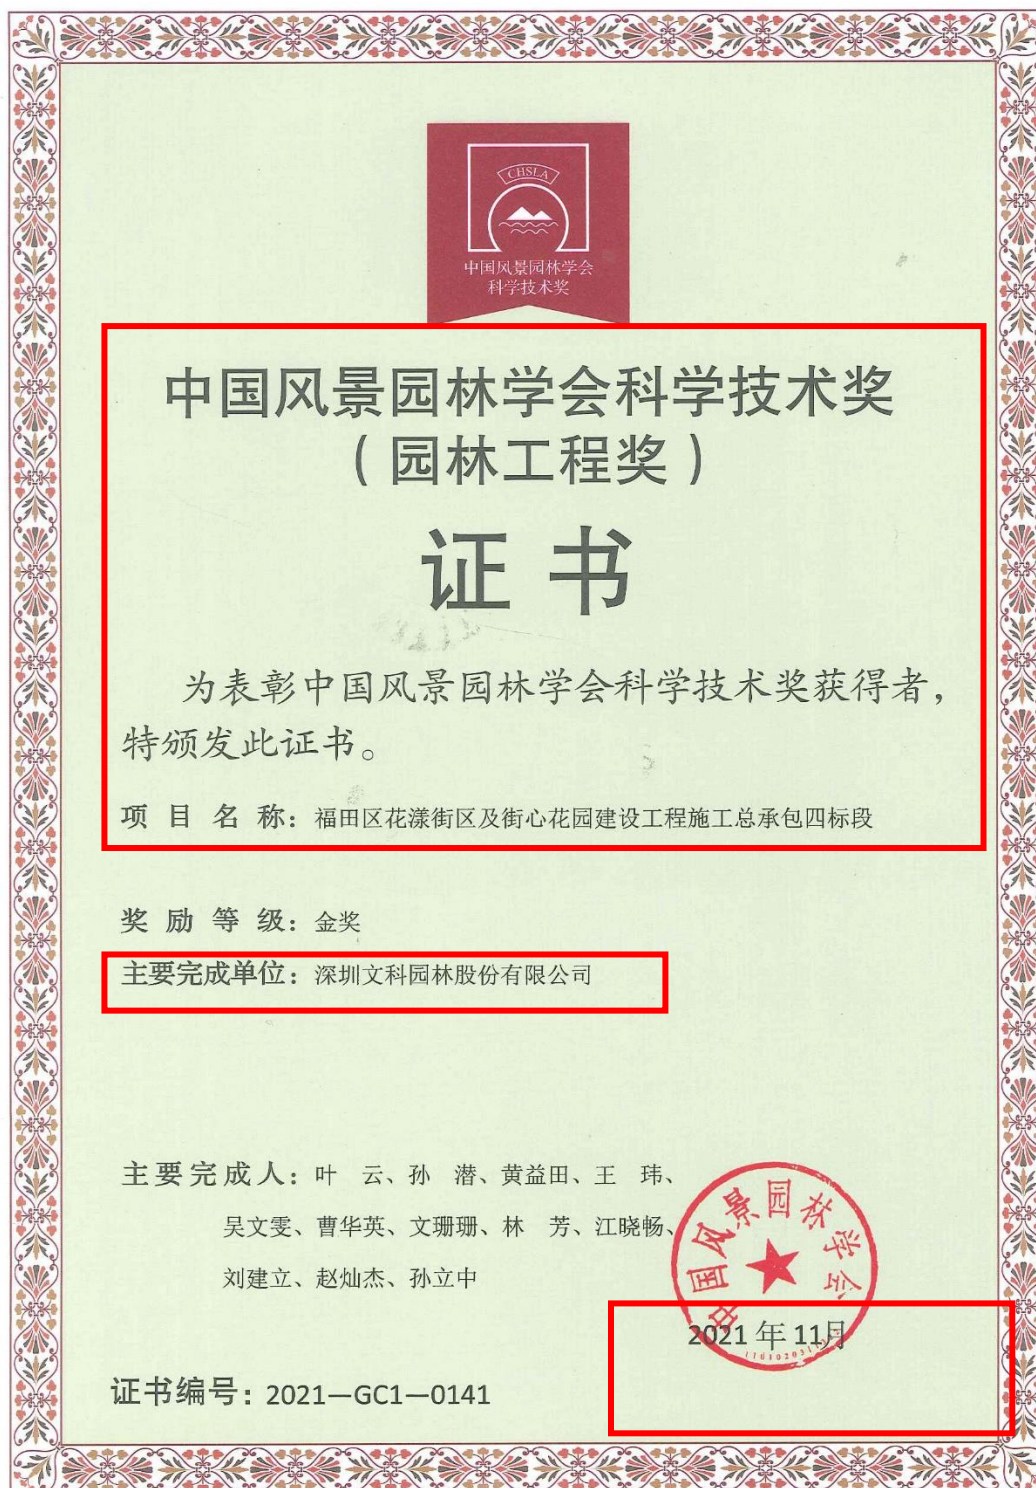 CHSLA
中国风景园林学会
科学技术奖
中国风景园林学会科学技术奖
（园林工程奖）
证书
为表彰中国风景园林学会科学技术奖获得者，
特颁发此证书。
项目名称：福田区花漾街区及街心花园建设工程施工总承包四标段
奖励等级：金奖
主要完成单位：深圳文科园林股份有限公司
主要完成人：叶 云、孙 潜、黄益田、王 玮、
吴文雯、曹华英、文珊珊、林 芳、江晓畅、
刘建立、赵灿杰、孙立中
中国风景园林学会
2021年11月
证书编号：2021—GC1—0141